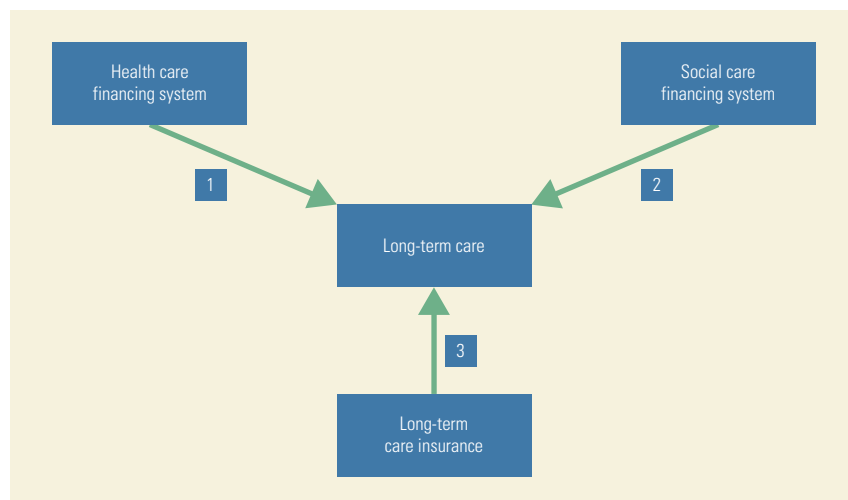 Health care
financing system
Social care
financing system
1
2
Long-term care
3
Long-term
care insurance